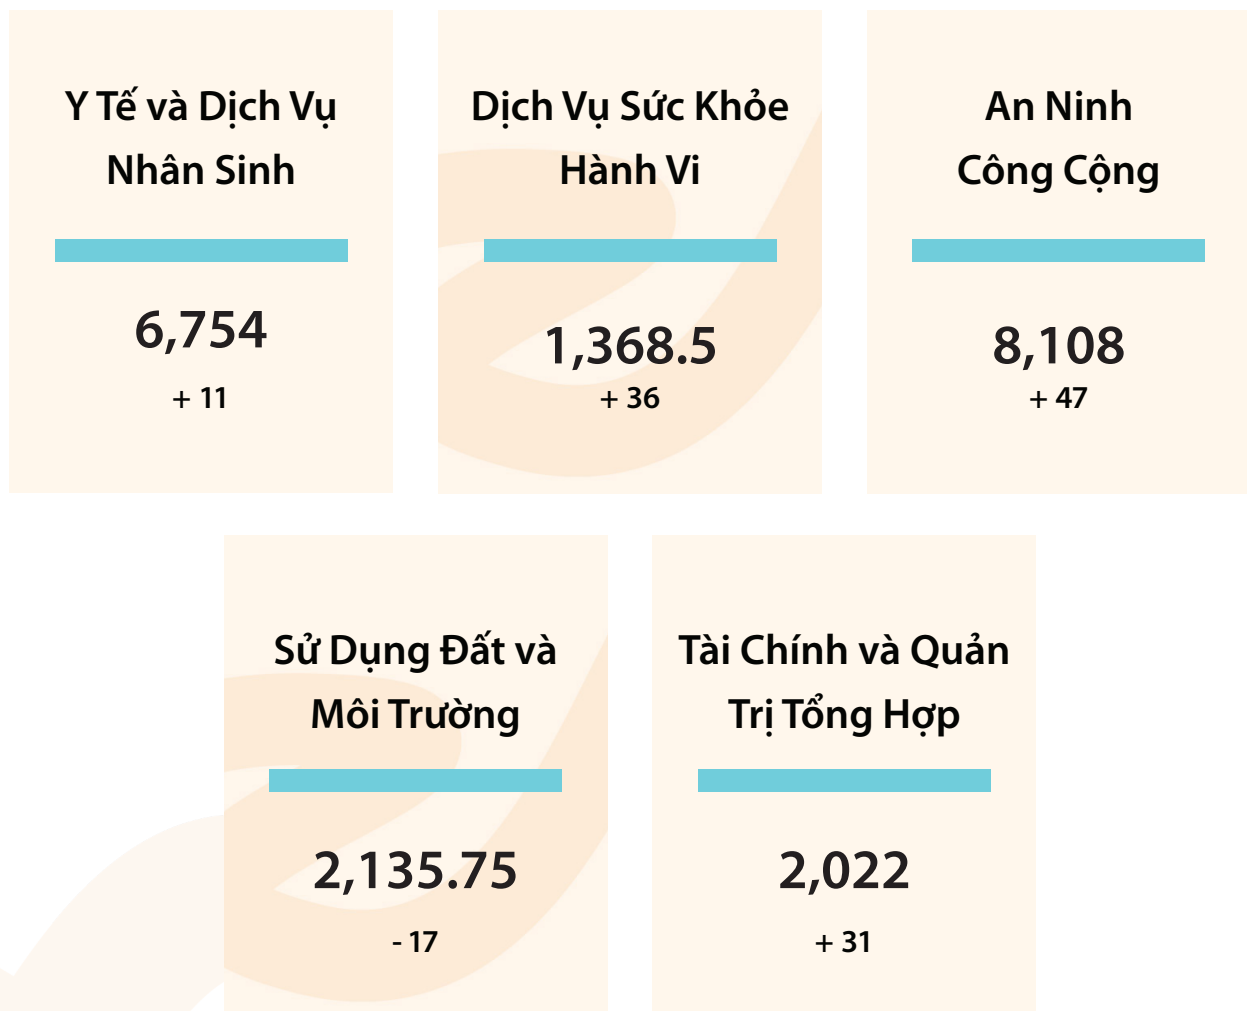 Y Tế và Dịch Vụ
Nhân Sinh
6,754
+ 11
Dịch Vụ Sức Khỏe
Hành Vi
1,368.5
+ 36
An Ninh
Công Cộng
8,108
+ 47
Sử Dụng Đất và
Môi Trường
2,135.75
- 17
Tài Chính và Quản
Trị Tổng Hợp
2,022
+ 31